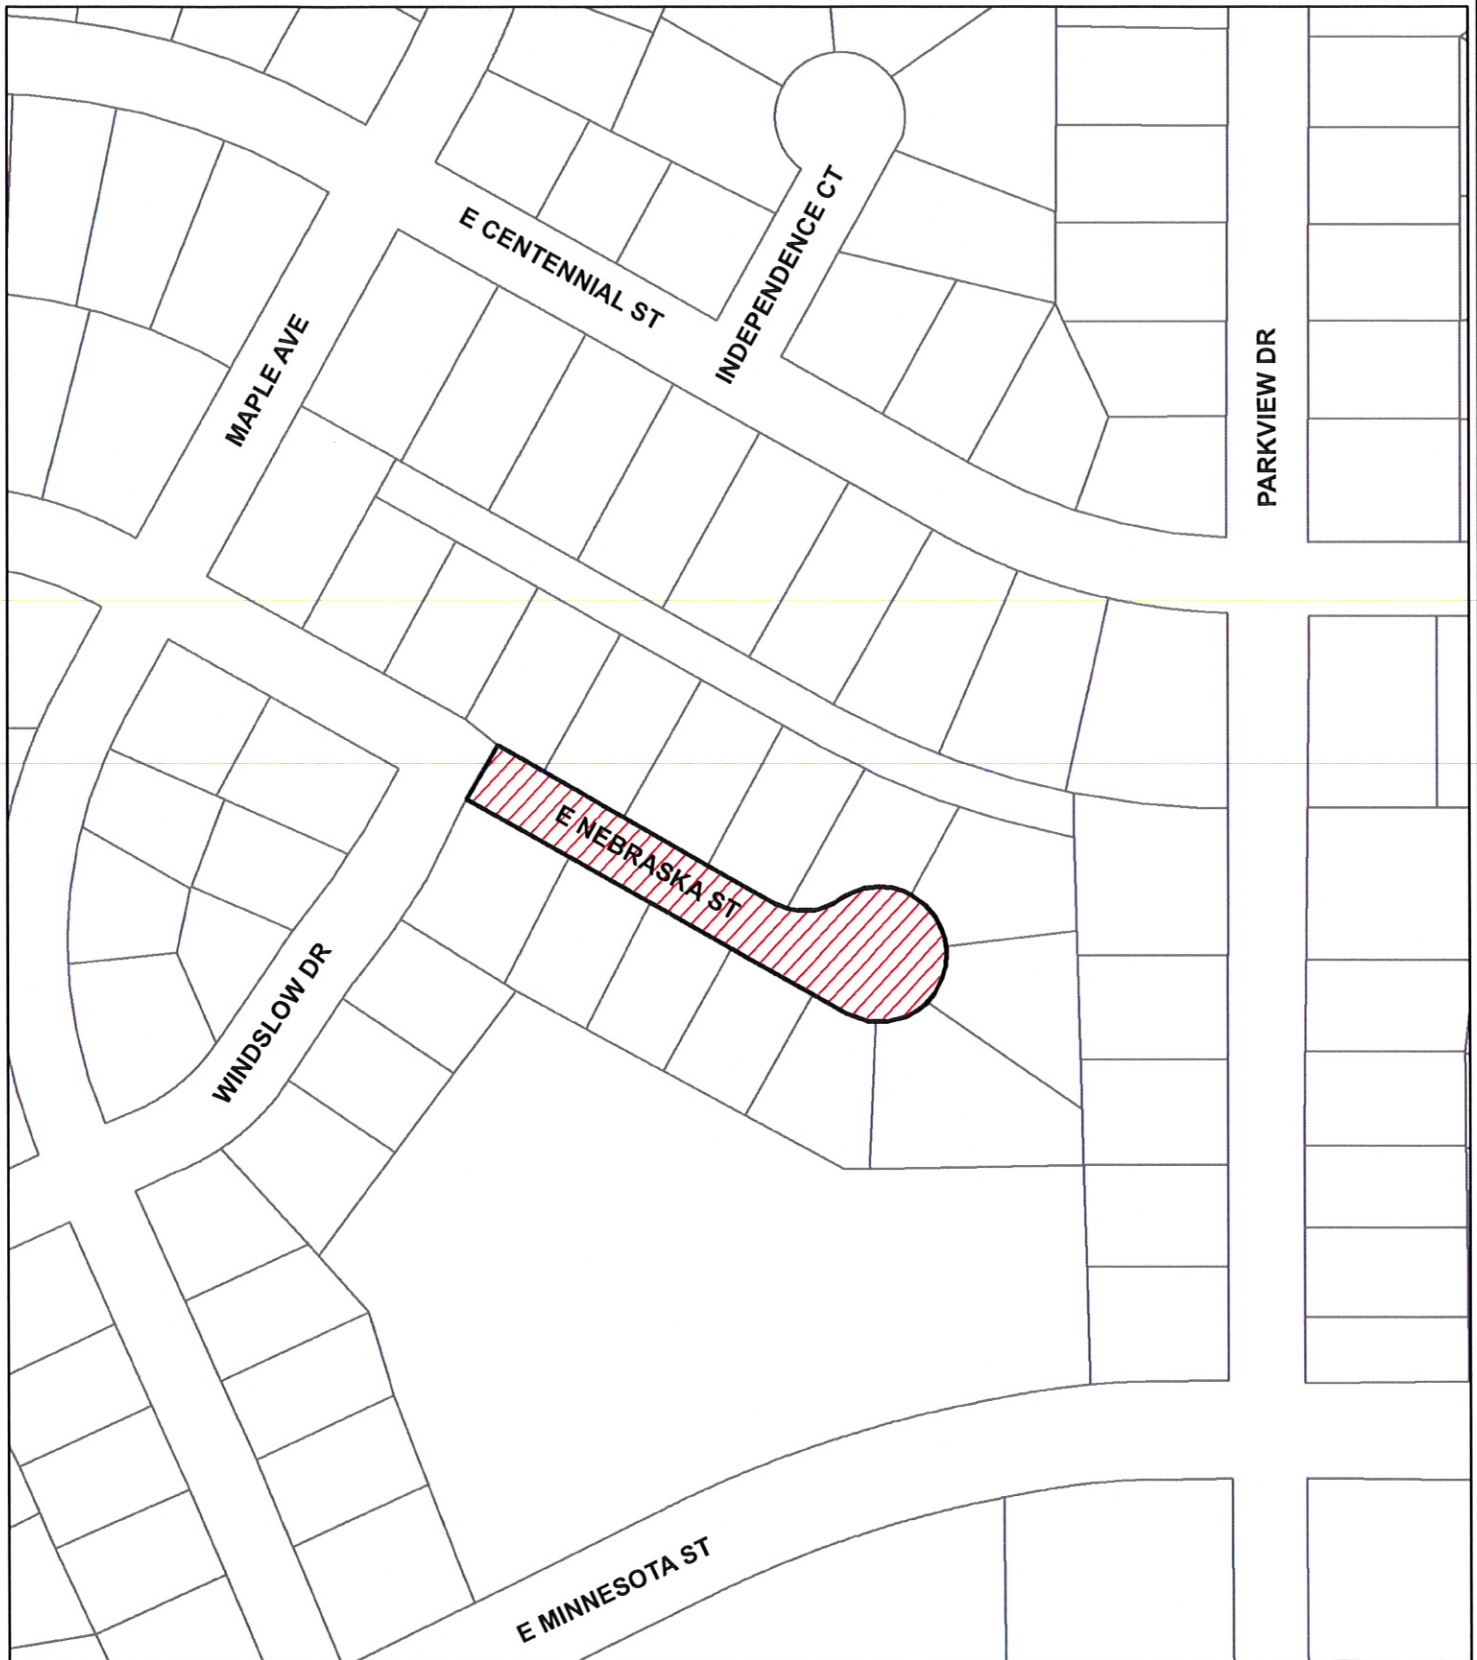 E CENTENNIAL ST
INDEPENDENCE CT
MAPLE AVE
PARKVIEW DR
E NEBRASKA ST
WINDSLOW DR
E MINNESOTA ST